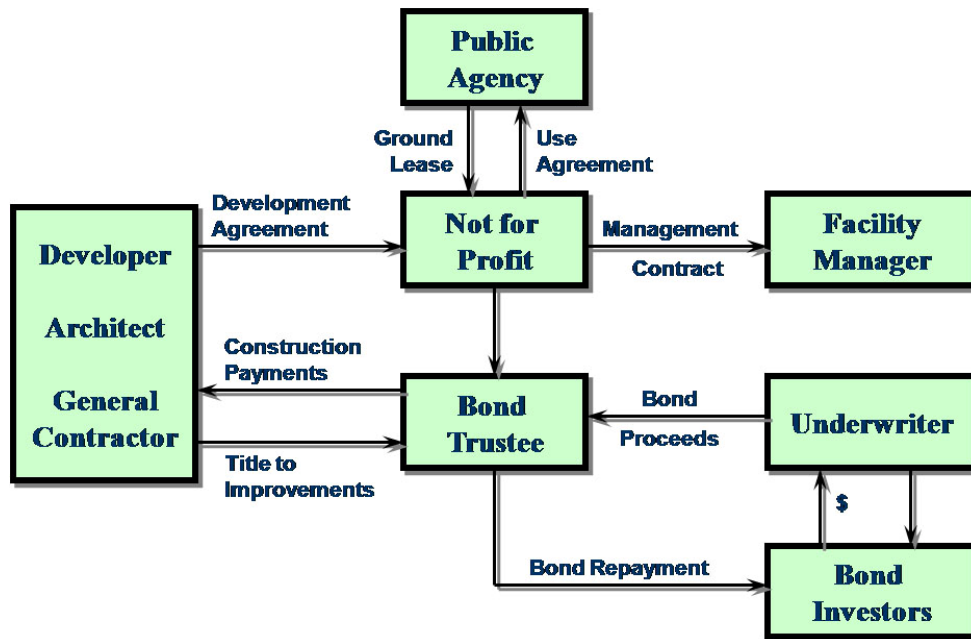 Public
Agency
Ground
Lease
Use
Agreement
Development
Agreement
Not for
Profit
Management
Contract
Facility
Manager
Developer
Architect
General
Contractor
Construction
Payments
Bond
Trustee
Bond
Proceeds
Underwriter
Title to
Improvements
$
Bond Repayment
Bond
Investors